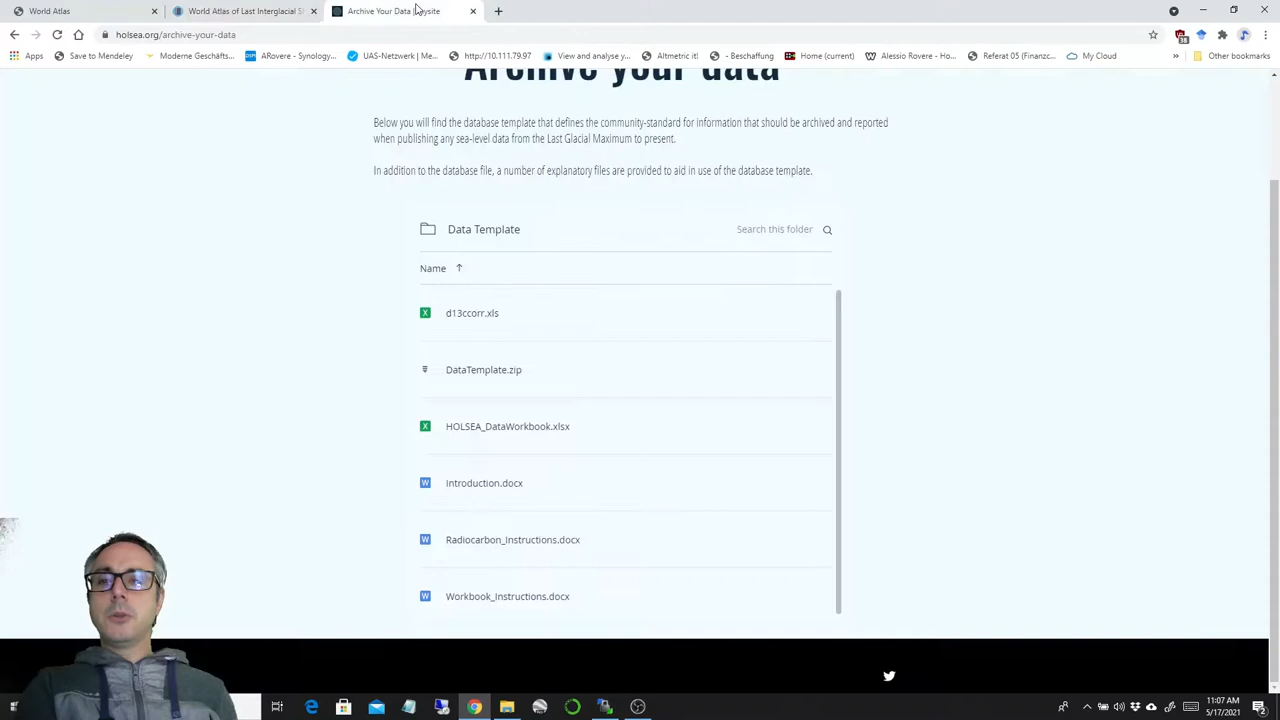 World Atlas
World Atlas of Last Interglacial Sh
Archive Your Data | Mysite
holsea.org/archive-your-data
Apps
Save to Mendeley
Moderne Geschäfts...
ARovere - Synology...
UAS-Netzwerk | Me...
http://10.111.79.97
View and analyse y...
Altmetric it!
- Beschaffung
Home (current)
Alessio Rovere - Ho...
Referat 05 (Finanzc...
My Cloud
»
Other bookmarks
Archive your data
Below you will find the database template that defines the community-standard for information that should be archived and reported
when publishing any sea-level data from the Last Glacial Maximum to present.
In addition to the database file, a number of explanatory files are provided to aid in use of the database template.
Data Template
Search this folder
Name
d13ccorr.xls
DataTemplate.zip
HOLSEA_DataWorkbook.xlsx
Introduction.docx
Radiocarbon_Instructions.docx
Workbook_Instructions.docx
11:07 AM
5/17/2021